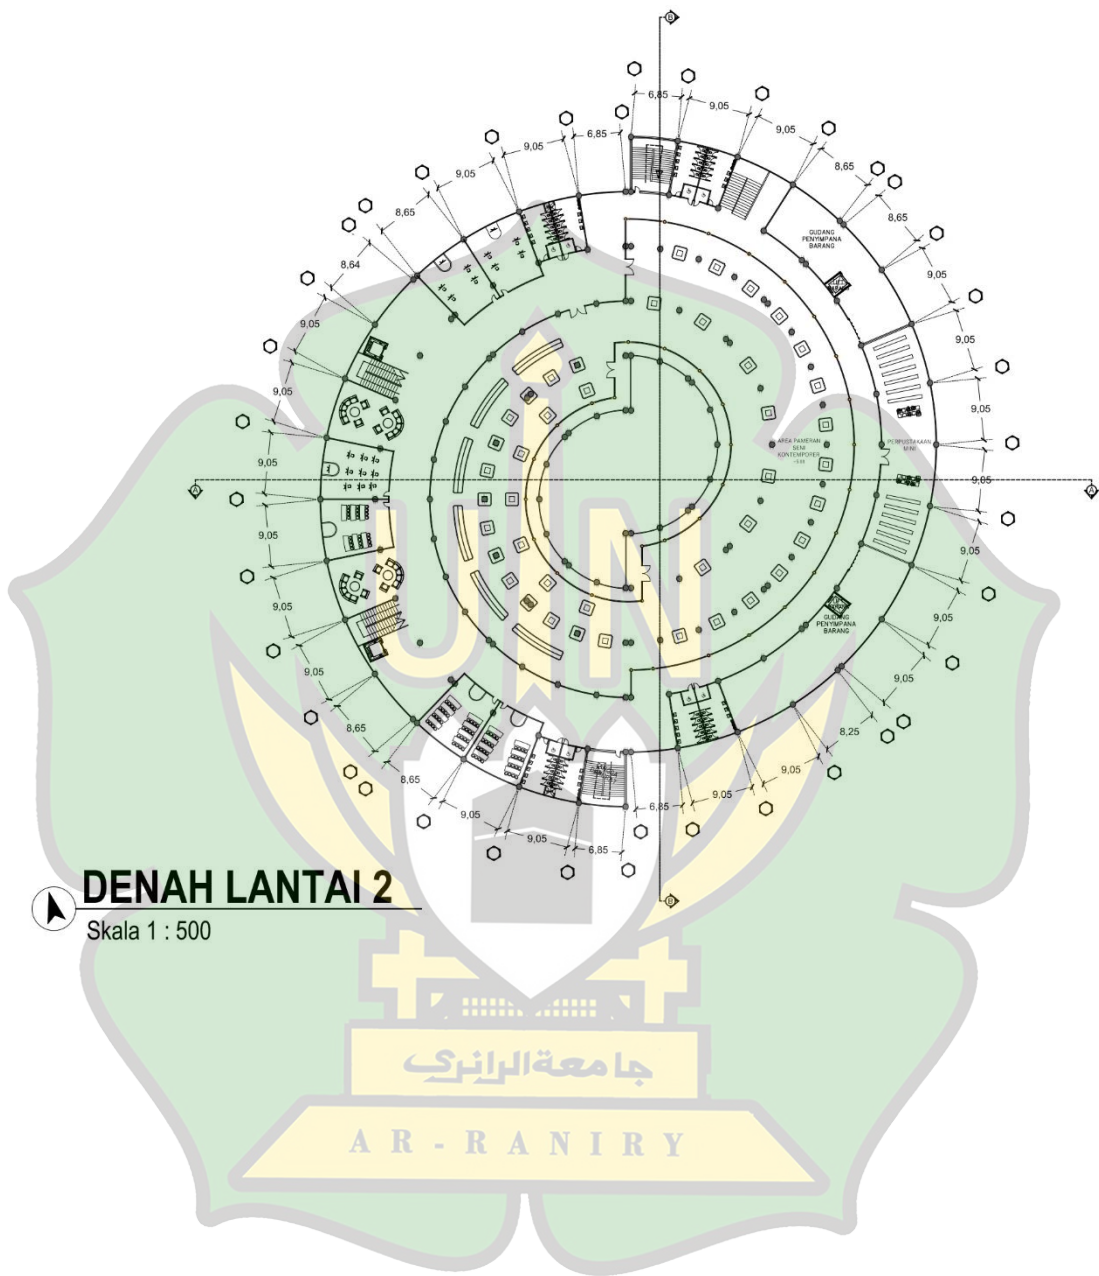 B
6,85
9,05
9,05
8,65
8,65
9,05
9,05
9,05
9,05
9,05
9,05
9,05
8,25
9,05
9,05
6,85
6,85
9,05
9,05
8,65
8,65
9,05
9,05
9,05
9,05
9,05
9,05
8,64
8,65
9,05
9,05
6,85
GUDANG
PENYIMPANA
BARANG
AREA PAMERAN
SENI
KONTEMPORER
PERPUSTAKAAN
MINI
A
A
GUDANG
PENYIMPANA
BARANG
UIN
B
DENAH LANTAI 2
Skala 1 : 500
جامعة الرانري
AR-RANIRY